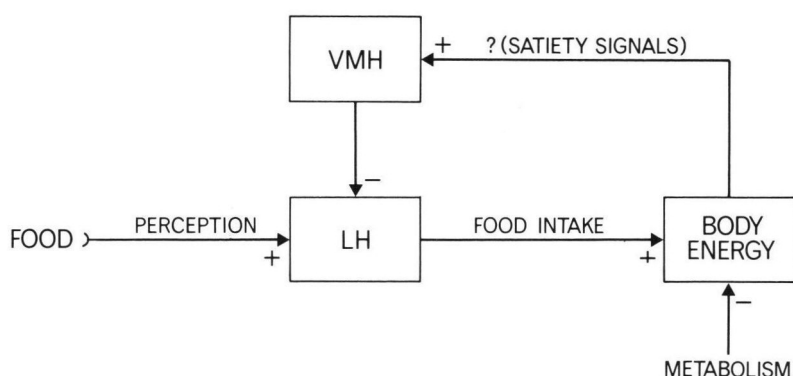 + ? (SATIETY SIGNALS)
VMH
−
FOOD PERCEPTION + LH FOOD INTAKE + BODY
ENERGY
−
METABOLISM